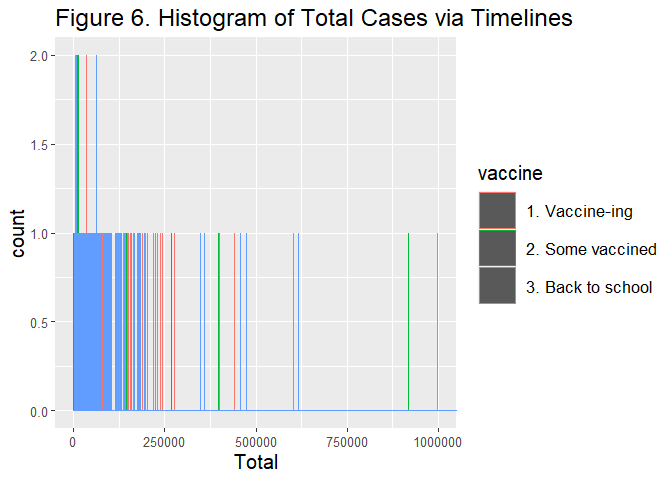 Figure 6. Histogram of Total Cases via Timelines
2.0
1.5
1.0
0.5
0.0
count
0
250000
500000
750000
1000000
Total
vaccine
1. Vaccine-ing
2. Some vaccined
3. Back to school